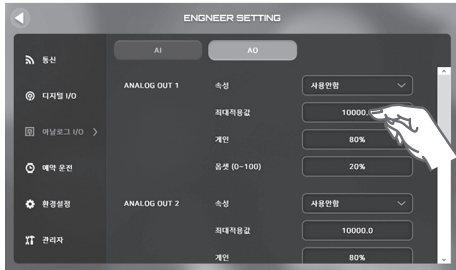 ENGNEER SETTING
AI
AO
통신
디지털 I/O
아날로그 I/O
예약 운전
환경설정
관리자
ANALOG OUT 1
속성
사용안함
최대적용값
10000.
게인
80%
옵셋 (0~100)
20%
ANALOG OUT 2
속성
사용안함
최대적용값
10000.0
게인
80%